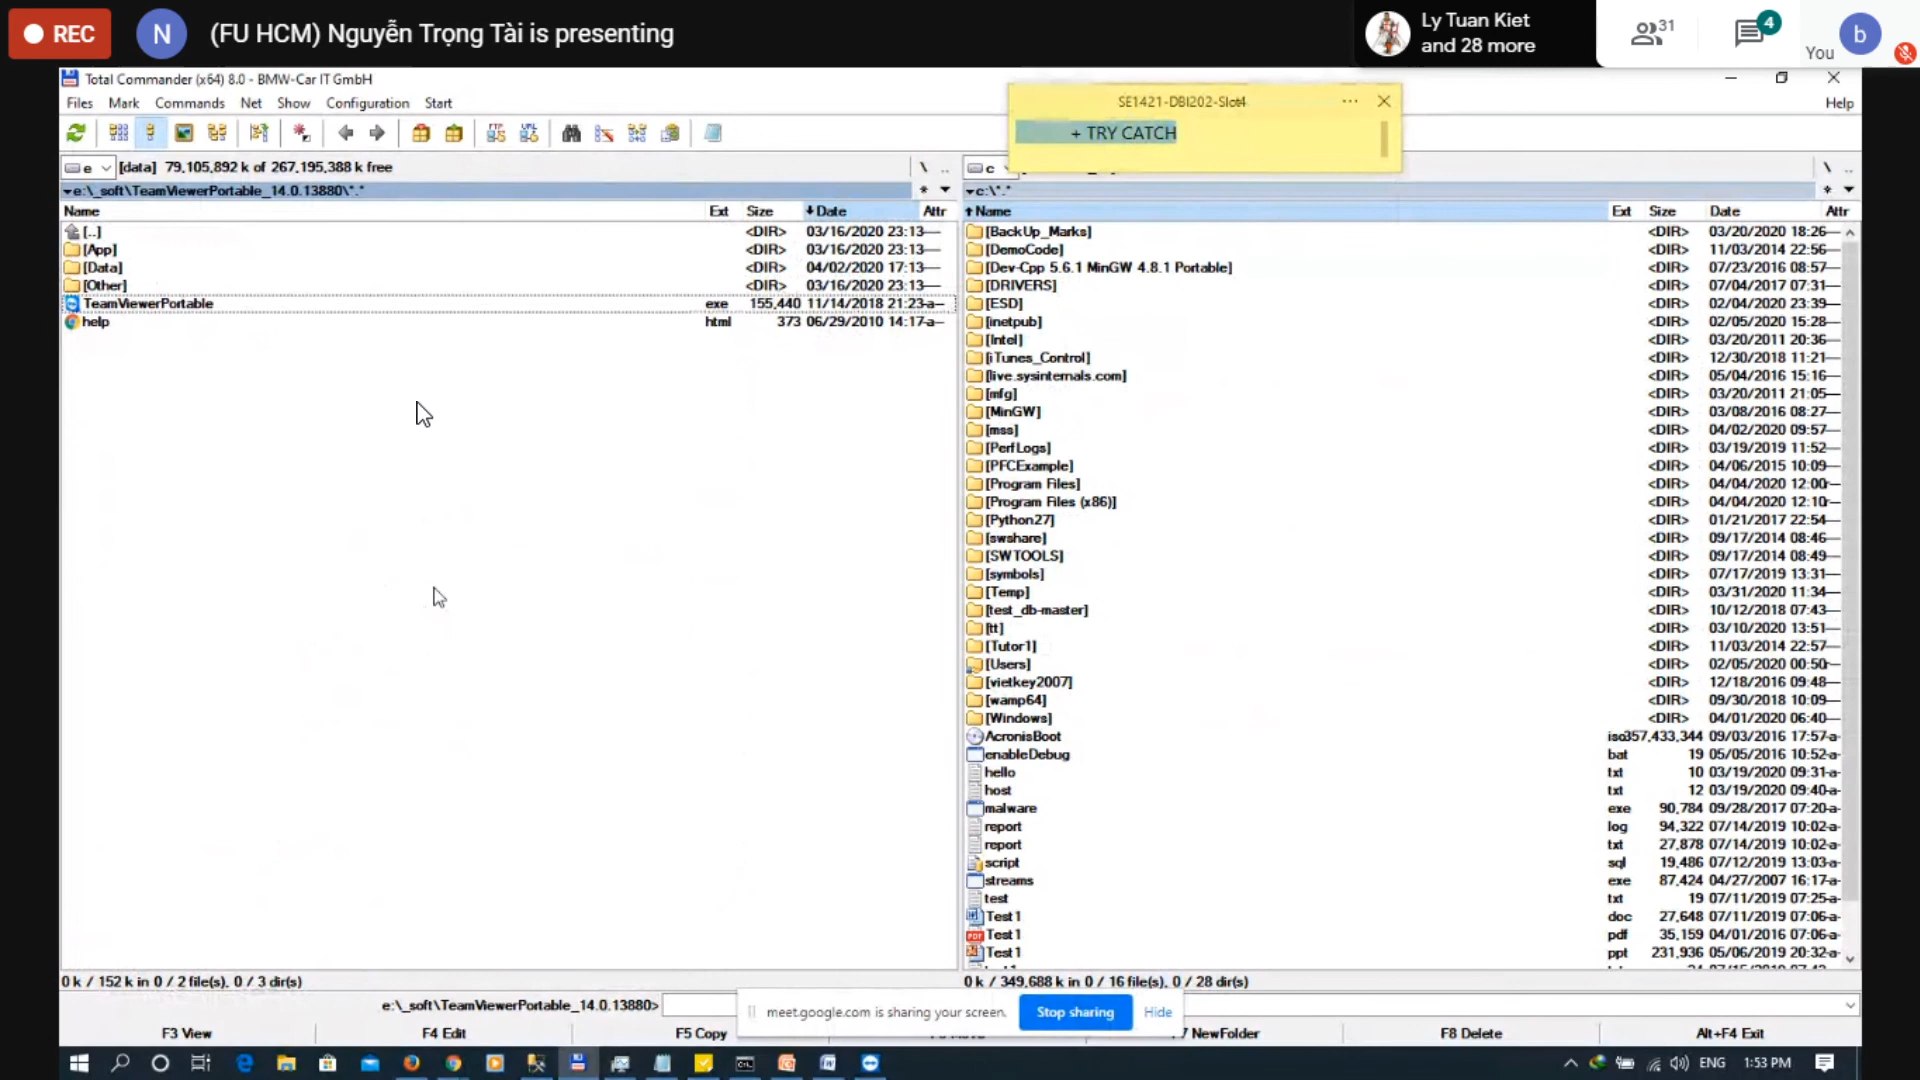 REC
N
(FU HCM) Nguyễn Trọng Tài is presenting
Ly Tuan Kiet
and 28 more
31
4
You
b
Total Commander (x64) 8.0 - BMW-Car IT GmbH
Files Mark Commands Net Show Configuration Start
Help
SE1421-DBI202-Slot4
+ TRY CATCH
e [data] 79,105,892 k of 267,195,388 k free \ ..
e:\_soft\TeamViewerPortable_14.0.13880\*.* * ▾
Name Ext Size Date Attr
[..] <DIR> 03/16/2020 23:13 ----
[App] <DIR> 03/16/2020 23:13 ----
[Data] <DIR> 04/02/2020 17:13 ----
[Other] <DIR> 03/16/2020 23:13 ----
TeamViewerPortable exe 155,440 11/14/2018 21:23 -a--
help html 373 06/29/2010 14:17 -a--
0 k / 152 k in 0 / 2 file(s), 0 / 3 dir(s)
c \ ..
c:\*.* * ▾
Name Ext Size Date Attr
[BackUp_Marks] <DIR> 03/20/2020 18:26 ----
[DemoCode] <DIR> 11/03/2014 22:56 ----
[Dev-Cpp 5.6.1 MinGW 4.8.1 Portable] <DIR> 07/23/2016 08:57 ----
[DRIVERS] <DIR> 07/04/2017 07:31 ----
[ESD] <DIR> 02/04/2020 23:39 ----
[inetpub] <DIR> 02/05/2020 15:28 ----
[Intel] <DIR> 03/20/2011 20:36 ----
[iTunes_Control] <DIR> 12/30/2018 11:21 ----
[live.sysinternals.com] <DIR> 05/04/2016 15:16 ----
[mfg] <DIR> 03/20/2011 21:05 ----
[MinGW] <DIR> 03/08/2016 08:27 ----
[mss] <DIR> 04/02/2020 09:57 ----
[PerfLogs] <DIR> 03/19/2019 11:52 ----
[PFCExample] <DIR> 04/06/2015 10:09 ----
[Program Files] <DIR> 04/04/2020 12:00 r---
[Program Files (x86)] <DIR> 04/04/2020 12:10 r---
[Python27] <DIR> 01/21/2017 22:54 ----
[swshare] <DIR> 09/17/2014 08:46 ----
[SWTOOLS] <DIR> 09/17/2014 08:49 ----
[symbols] <DIR> 07/17/2019 13:31 ----
[Temp] <DIR> 03/31/2020 11:34 ----
[test_db-master] <DIR> 10/12/2018 07:43 ----
[tt] <DIR> 03/10/2020 13:51 ----
[Tutor1] <DIR> 11/03/2014 22:57 ----
[Users] <DIR> 02/05/2020 00:50 r---
[vietkey2007] <DIR> 12/18/2016 09:48 ----
[wamp64] <DIR> 09/30/2018 10:09 ----
[Windows] <DIR> 04/01/2020 06:40 ----
AcronisBoot iso 357,433,344 09/03/2016 17:57 -a-
enableDebug bat 19 05/05/2016 10:52 -a-
hello txt 10 03/19/2020 09:31 -a-
host txt 12 03/19/2020 09:40 -a-
malware exe 90,784 09/28/2017 07:20 -a-
report log 94,322 07/14/2019 10:02 -a-
report txt 27,878 07/14/2019 10:02 -a-
script sql 19,486 07/12/2019 13:03 -a-
streams exe 87,424 04/27/2007 16:17 -a-
test txt 19 07/11/2019 07:25 -a-
Test1 doc 27,648 07/11/2019 07:06 -a-
Test1 pdf 35,159 04/01/2016 07:06 -a-
Test1 ppt 231,936 05/06/2019 20:32 -a-
0 k / 349,688 k in 0 / 16 file(s), 0 / 28 dir(s)
e:\_soft\TeamViewerPortable_14.0.13880>
meet.google.com is sharing your screen. Stop sharing Hide
F3 View F4 Edit F5 Copy NewFolder F8 Delete Alt+F4 Exit
ENG 1:53 PM